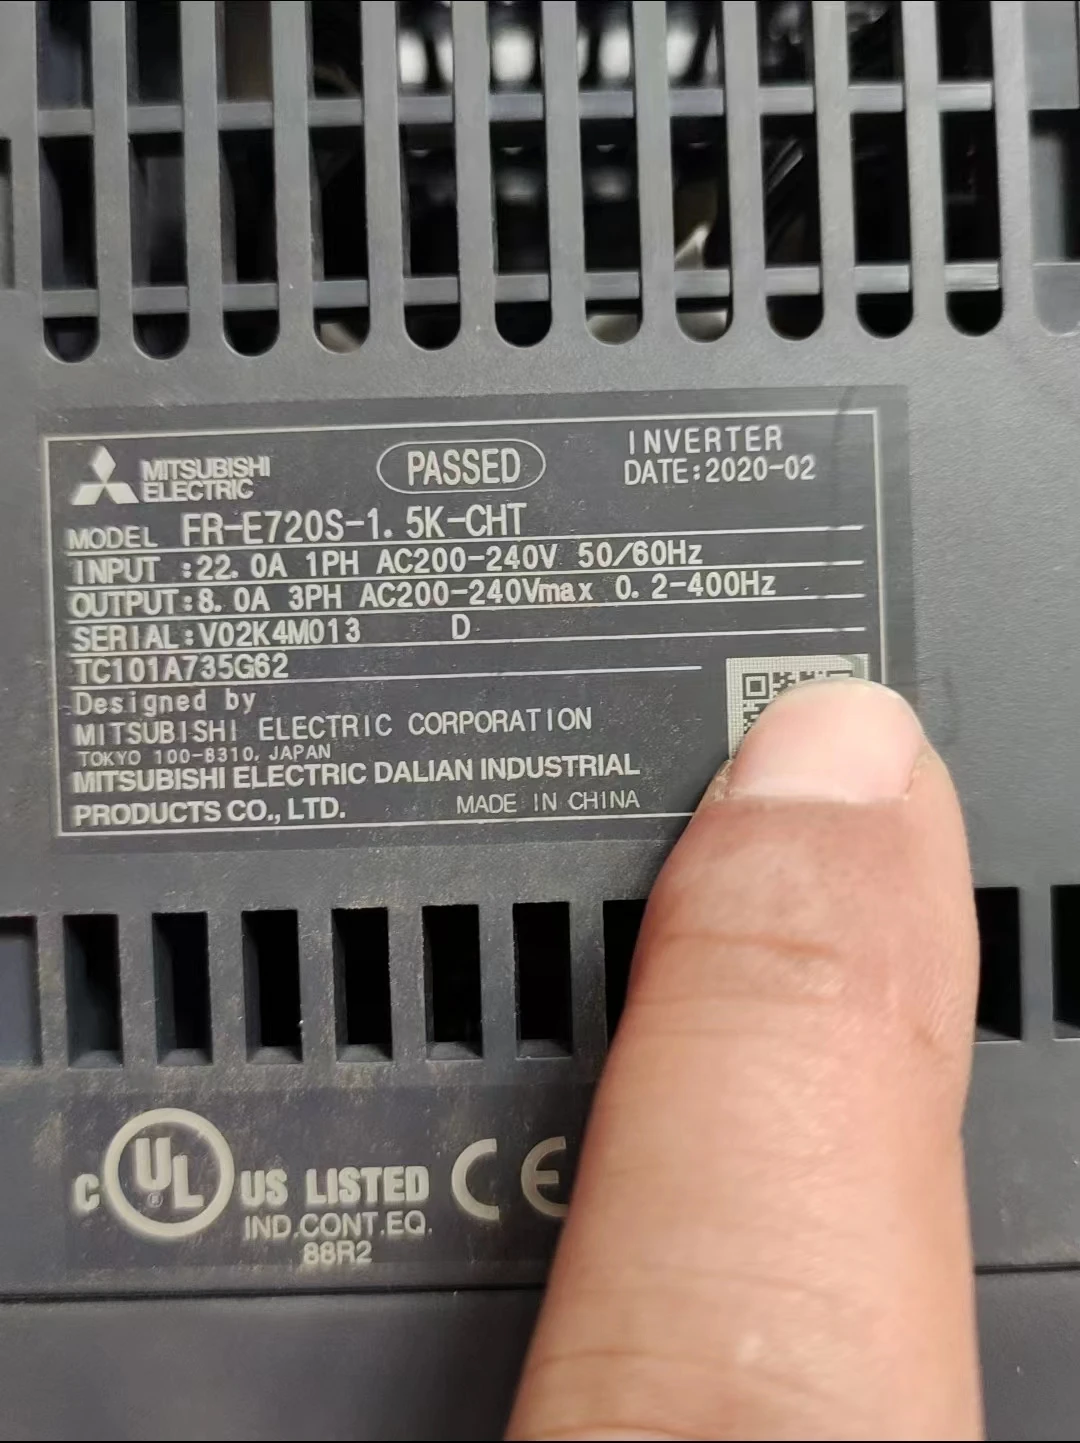 MITSUBISHI
ELECTRIC
PASSED
INVERTER
DATE:2020-02
MODEL FR-E720S-1.5K-CHT
INPUT :22.0A 1PH AC200-240V 50/60Hz
OUTPUT:8.0A 3PH AC200-240Vmax 0.2-400Hz
SERIAL:V02K4M013 D
TC101A735G62
Designed by
MITSUBISHI ELECTRIC CORPORATION
TOKYO 100-8310, JAPAN
MITSUBISHI ELECTRIC DALIAN INDUSTRIAL
PRODUCTS CO., LTD. MADE IN CHINA
C UL ® US LISTED CE
IND.CONT.EQ.
88R2